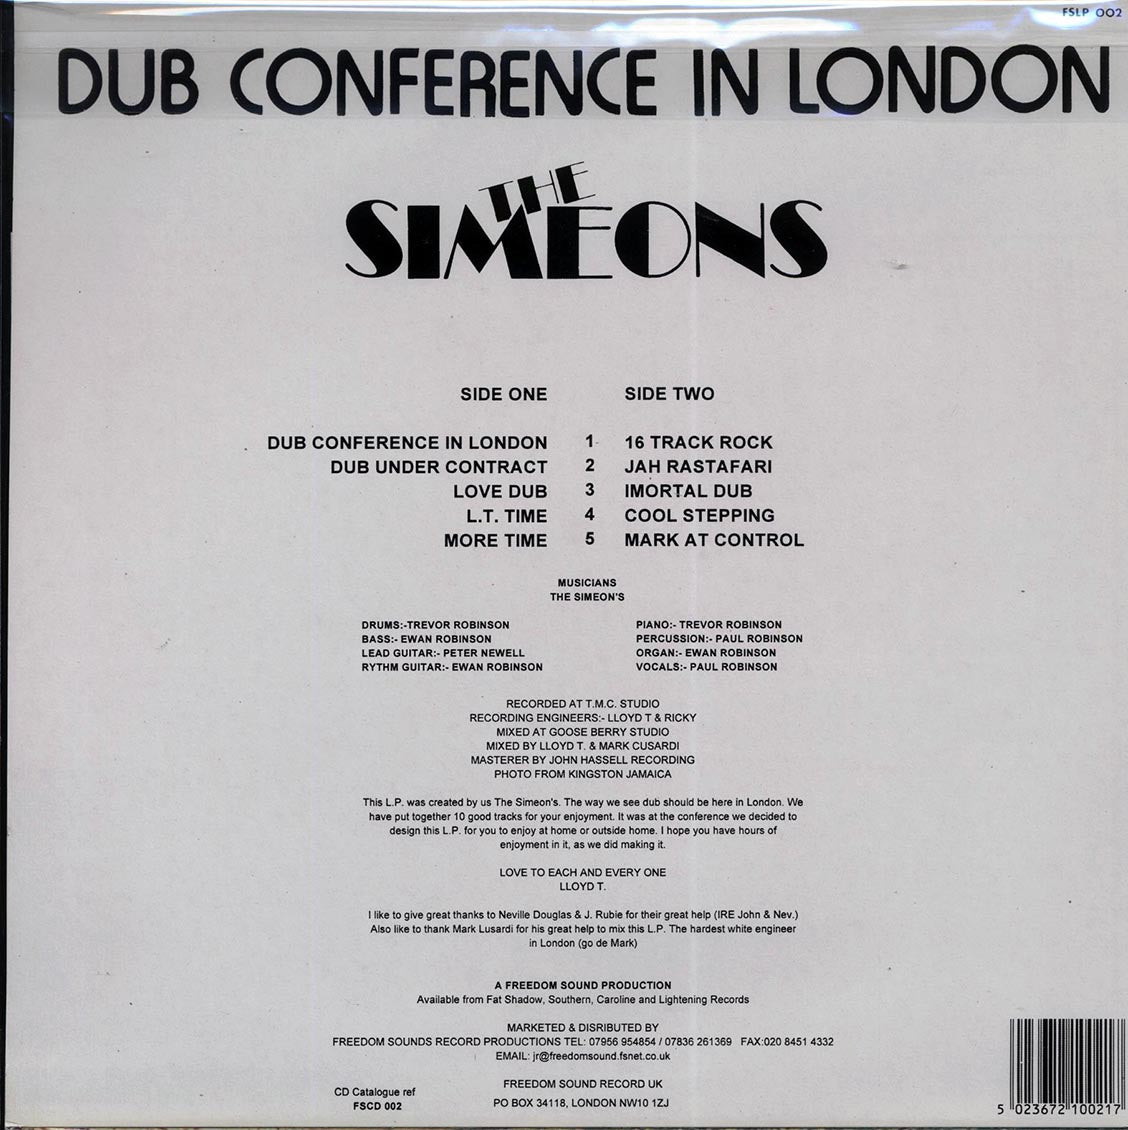 FSLP 002
DUB CONFERENCE IN LONDON
THE
SIMEONS
SIDE ONE SIDE TWO
DUB CONFERENCE IN LONDON 1 16 TRACK ROCK
DUB UNDER CONTRACT 2 JAH RASTAFARI
LOVE DUB 3 IMORTAL DUB
L.T. TIME 4 COOL STEPPING
MORE TIME 5 MARK AT CONTROL
MUSICIANS
THE SIMEON'S
DRUMS:-TREVOR ROBINSON PIANO:- TREVOR ROBINSON
BASS:- EWAN ROBINSON PERCUSSION:- PAUL ROBINSON
LEAD GUITAR:- PETER NEWELL ORGAN:- EWAN ROBINSON
RYTHM GUITAR:- EWAN ROBINSON VOCALS:- PAUL ROBINSON
RECORDED AT T.M.C. STUDIO
RECORDING ENGINEERS:- LLOYD T & RICKY
MIXED AT GOOSE BERRY STUDIO
MIXED BY LLOYD T. & MARK CUSARDI
MASTERER BY JOHN HASSELL RECORDING
PHOTO FROM KINGSTON JAMAICA
This L.P. was created by us The Simeon's. The way we see dub should be here in London. We
have put together 10 good tracks for your enjoyment. It was at the conference we decided to
design this L.P. for you to enjoy at home or outside home. I hope you have hours of
enjoyment in it, as we did making it.
LOVE TO EACH AND EVERY ONE
LLOYD T.
I like to give great thanks to Neville Douglas & J. Rubie for their great help (IRE John & Nev.)
Also like to thank Mark Lusardi for his great help to mix this L.P. The hardest white engineer
in London (go de Mark)
A FREEDOM SOUND PRODUCTION
Available from Fat Shadow, Southern, Caroline and Lightening Records
MARKETED & DISRIBUTED BY
FREEDOM SOUNDS RECORD PRODUCTIONS TEL: 07956 954854 / 07836 261369 FAX:020 8451 4332
EMAIL: jr@freedomsound.fsnet.co.uk
FREEDOM SOUND RECORD UK
PO BOX 34118, LONDON NW10 1ZJ
CD Catalogue ref
FSCD 002
5 023672 100217